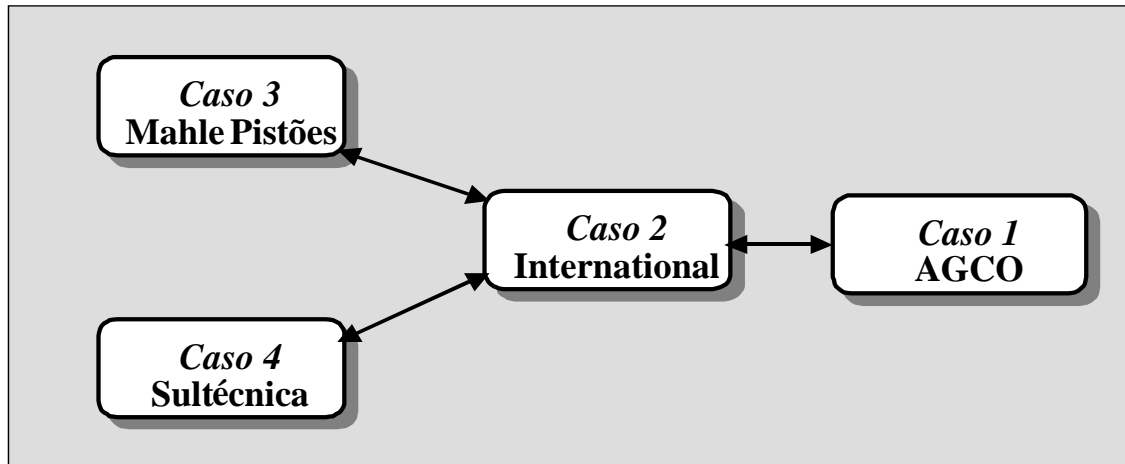 Caso 3
Mahle Pistões
Caso 2
International
Caso 1
AGCO
Caso 4
Sultécnica